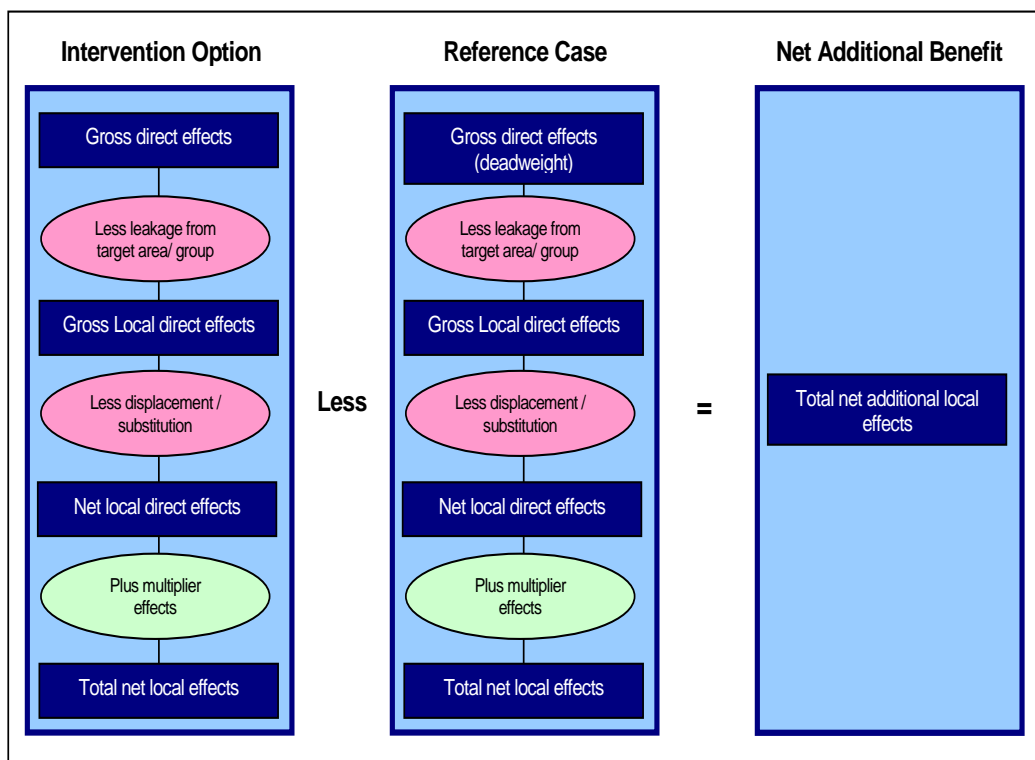 Intervention Option
Gross direct effects
Less leakage from
target area/ group
Gross Local direct effects
Less displacement /
substitution
Net local direct effects
Plus multiplier
effects
Total net local effects
Less
Reference Case
Gross direct effects
(deadweight)
Less leakage from
target area/ group
Gross Local direct effects
Less displacement /
substitution
Net local direct effects
Plus multiplier
effects
Total net local effects
=
Net Additional Benefit
Total net additional local
effects